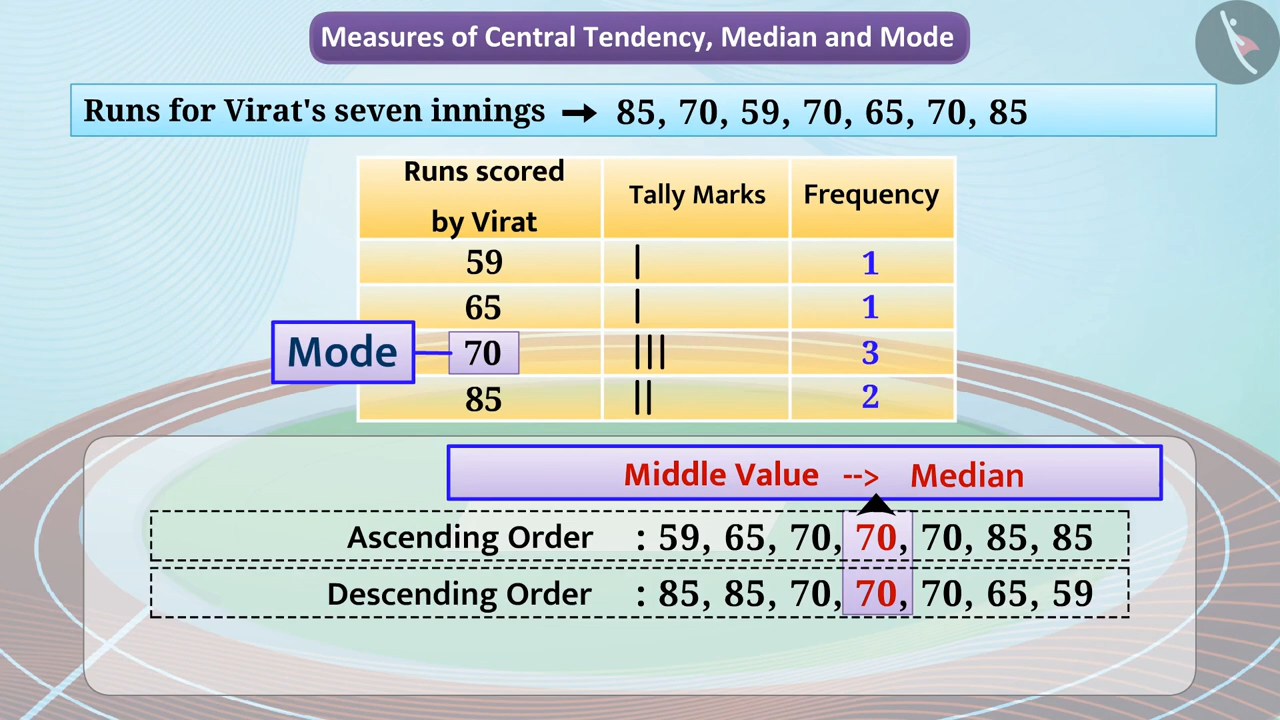 Measures of Central Tendency, Median and Mode
Runs for Virat's seven innings → 85, 70, 59, 70, 65, 70, 85
Runs scored by Virat Tally Marks Frequency
59 | 1
65 | 1
Mode 70 ||| 3
85 || 2
Middle Value --> Median
Ascending Order : 59, 65, 70, 70, 70, 85, 85
Descending Order : 85, 85, 70, 70, 70, 65, 59